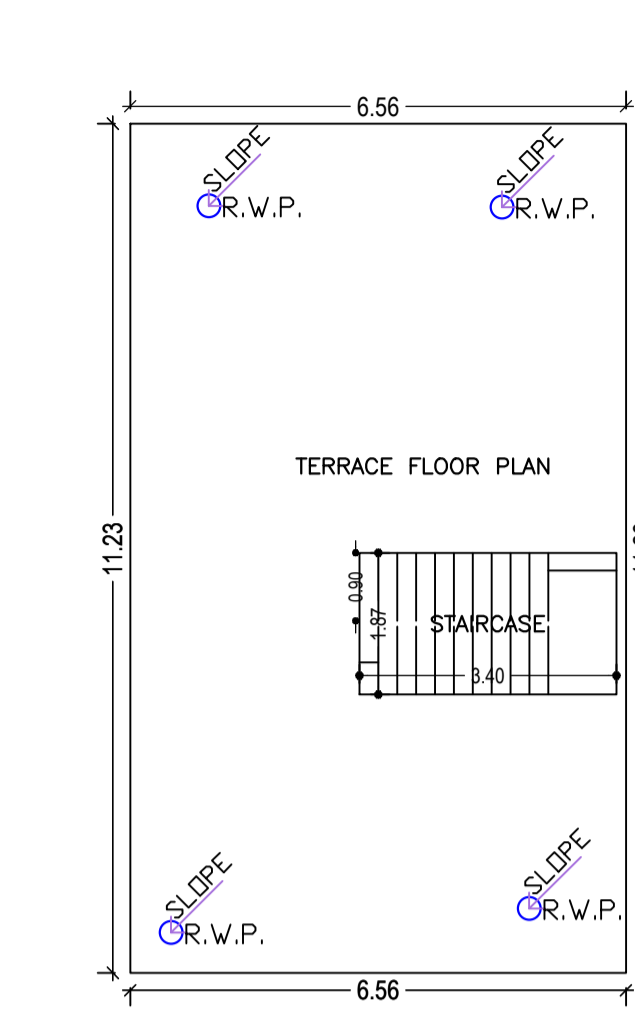 6.56
SLOPE
R.W.P.
SLOPE
R.W.P.
TERRACE FLOOR PLAN
11.23
0.90
1.87
STAIRCASE
3.40
SLOPE
R.W.P.
SLOPE
R.W.P.
6.56